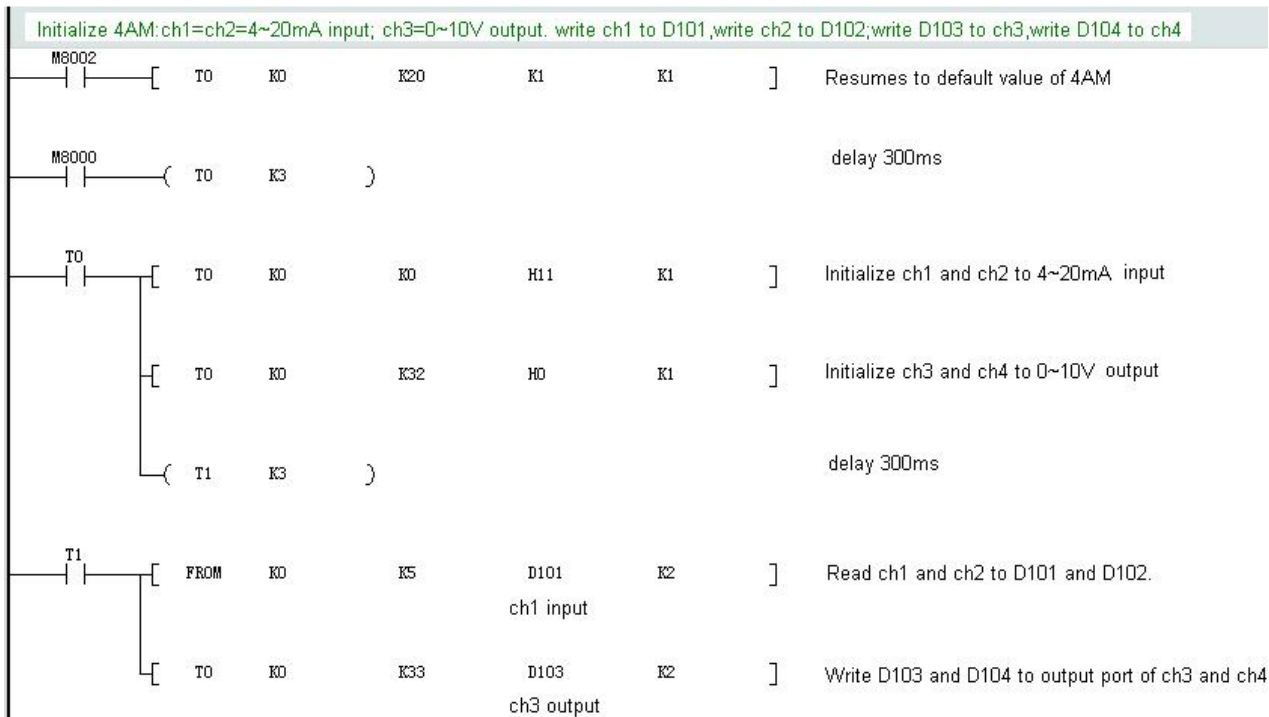 Initialize 4AM:ch1=ch2=4~20mA input; ch3=0~10V output. write ch1 to D101,write ch2 to D102;write D103 to ch3,write D104 to ch4
M8002
[ TO K0 K20 K1 K1 ] Resumes to default value of 4AM
M8000
( T0 K3 ) delay 300ms
T0
[ TO K0 K0 H11 K1 ] Initialize ch1 and ch2 to 4~20mA input
[ TO K0 K32 H0 K1 ] Initialize ch3 and ch4 to 0~10V output
( T1 K3 ) delay 300ms
T1
[ FROM K0 K5 D101 K2 ] Read ch1 and ch2 to D101 and D102.
ch1 input
[ TO K0 K33 D103 K2 ] Write D103 and D104 to output port of ch3 and ch4
ch3 output